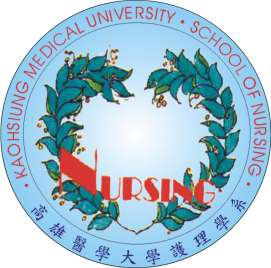 • KAOHSIUNG MEDICAL UNIVERSITY • SCHOOL OF NURSING •
NURSING
高雄醫學大學護理學系